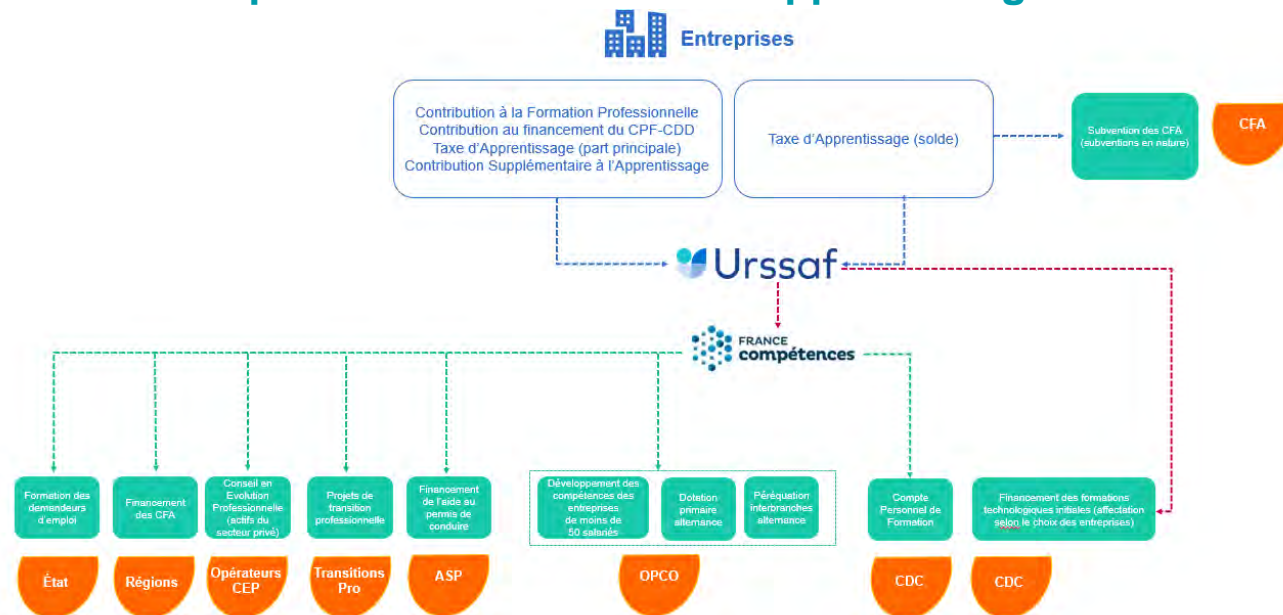 Entreprises
Contribution à la Formation Professionnelle
Contribution au financement du CPF-CDD
Taxe d'Apprentissage (part principale)
Contribution Supplémentaire à l'Apprentissage
Taxe d'Apprentissage (solde)
Subvention des CFA
(subventions en nature)
CFA
Urssaf
FRANCE
compétences
Formation des
demandeurs
d'emploi
Financement
des CFA
Conseil en
Evolution
Professionnelle
(actifs du
secteur privé)
Projets de
transition
professionnelle
Financement
de l'aide au
permis de
conduire
Développement des
compétences des
entreprises
de moins de
50 salariés
Dotation
primaire
alternance
Péréquation
interbranches
alternance
Compte
Personnel de
Formation
Financement des formations
technologiques initiales (affectation
selon le choix des entreprises)
État
Régions
Opérateurs
CEP
Transitions
Pro
ASP
OPCO
CDC
CDC